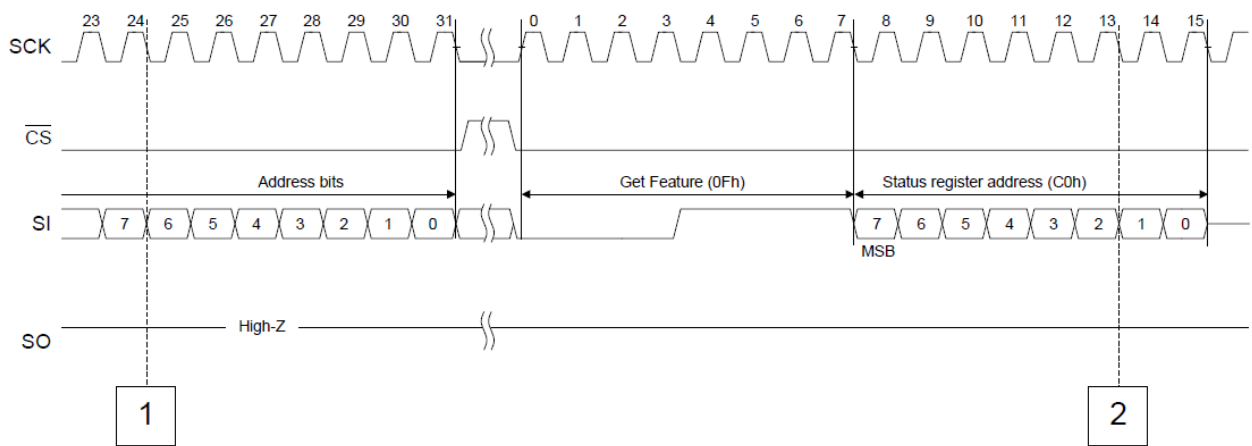 23 24 25 26 27 28 29 30 31 0 1 2 3 4 5 6 7 8 9 10 11 12 13 14 15
SCK
CS
Address bits Get Feature (0Fh) Status register address (C0h)
SI 7 6 5 4 3 2 1 0 7 6 5 4 3 2 1 0
MSB
High-Z
SO
1 2